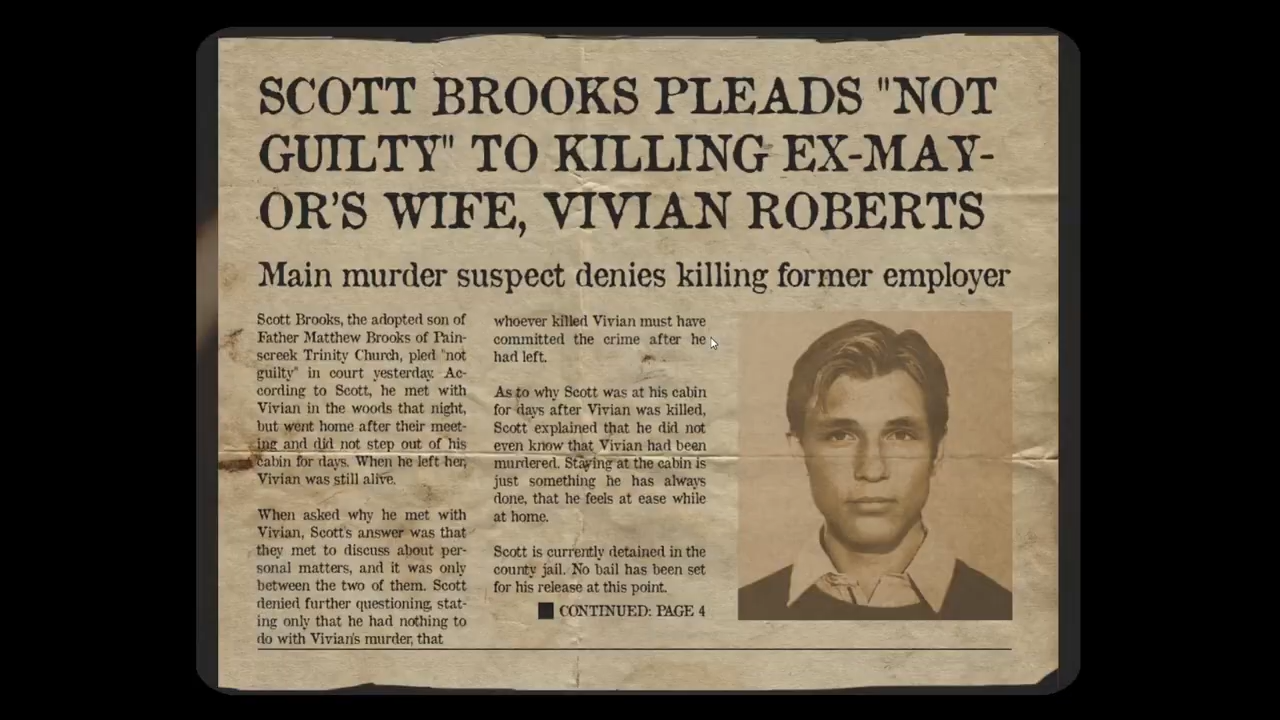 SCOTT BROOKS PLEADS "NOT
GUILTY" TO KILLING EX-MAY-
OR'S WIFE, VIVIAN ROBERTS
Main murder suspect denies killing former employer
Scott Brooks, the adopted son of
Father Matthew Brooks of Pain-
screek Trinity Church, pled "not
guilty" in court yesterday. Ac-
cording to Scott, he met with
Vivian in the woods that night,
but went home after their meet-
ing and did not step out of his
cabin for days. When he left her,
Vivian was still alive.
When asked why he met with
Vivian, Scott's answer was that
they met to discuss about per-
sonal matters, and it was only
between the two of them. Scott
denied further questioning, stat-
ing only that he had nothing to
do with Vivian's murder, that
whoever killed Vivian must have
committed the crime after he
had left.
As to why Scott was at his cabin
for days after Vivian was killed,
Scott explained that he did not
even know that Vivian had been
murdered. Staying at the cabin is
just something he has always
done, that he feels at ease while
at home.
Scott is currently detained in the
county jail. No bail has been set
for his release at this point.
CONTINUED: PAGE 4